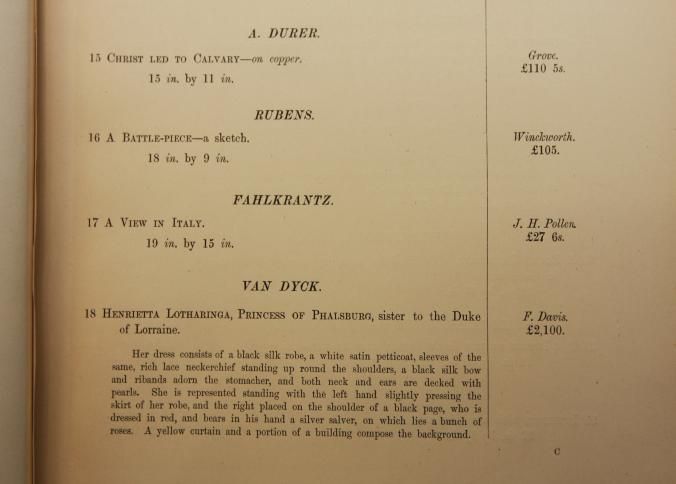 A. DURER.
15 CHRIST LED TO CALVARY—on copper.
15 in. by 11 in.
Grove.
£110 5s.
RUBENS.
16 A BATTLE-PIECE—a sketch.
18 in. by 9 in.
Winckworth.
£105.
FAHLKRANTZ.
17 A VIEW IN ITALY.
19 in. by 15 in.
J. H. Pollen.
£27 6s.
VAN DYCK.
18 HENRIETTA LOTHARINGA, PRINCESS OF PHALSBURG, sister to the Duke
of Lorraine.
F. Davis.
£2,100.
Her dress consists of a black silk robe, a white satin petticoat, sleeves of the
same, rich lace neckerchief standing up round the shoulders, a black silk bow
and ribands adorn the stomacher, and both neck and ears are decked with
pearls. She is represented standing with the left hand slightly pressing the
skirt of her robe, and the right placed on the shoulder of a black page, who is
dressed in red, and bears in his hand a silver salver, on which lies a bunch of
roses. A yellow curtain and a portion of a building compose the background.
C